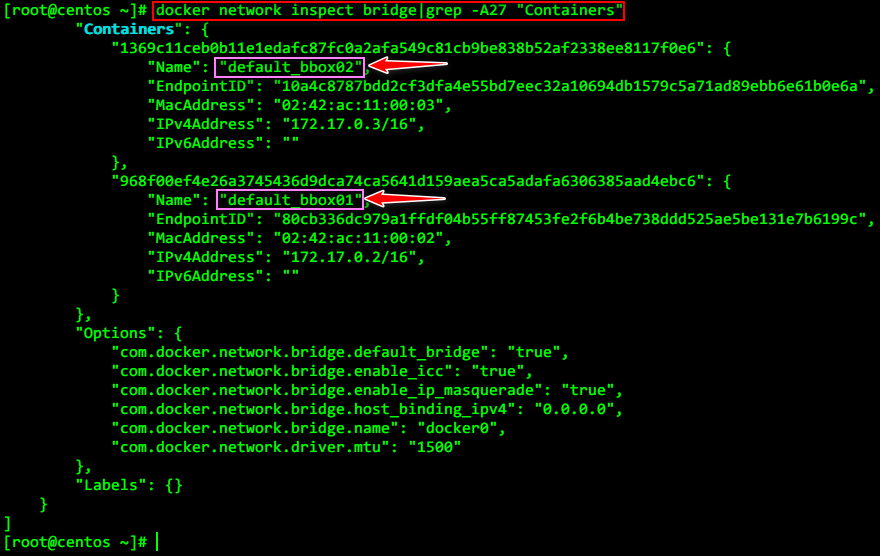 [root@centos ~]# docker network inspect bridge|grep -A27 "Containers"
        "Containers": {
            "1369c11ceb0b11e1edafc87fc0a2afa549c81cb9be838b52af2338ee8117f0e6": {
                "Name": "default_bbox02",
                "EndpointID": "10a4c8787bdd2cf3dfa4e55bd7eec32a10694db1579c5a71ad89ebb6e61b0e6a",
                "MacAddress": "02:42:ac:11:00:03",
                "IPv4Address": "172.17.0.3/16",
                "IPv6Address": ""
            },
            "968f00ef4e26a3745436d9dca74ca5641d159aea5ca5adafa6306385aad4ebc6": {
                "Name": "default_bbox01",
                "EndpointID": "80cb336dc979a1ffdf04b55ff87453fe2f6b4be738ddd525ae5be131e7b6199c",
                "MacAddress": "02:42:ac:11:00:02",
                "IPv4Address": "172.17.0.2/16",
                "IPv6Address": ""
            }
        },
        "Options": {
            "com.docker.network.bridge.default_bridge": "true",
            "com.docker.network.bridge.enable_icc": "true",
            "com.docker.network.bridge.enable_ip_masquerade": "true",
            "com.docker.network.bridge.host_binding_ipv4": "0.0.0.0",
            "com.docker.network.bridge.name": "docker0",
            "com.docker.network.driver.mtu": "1500"
        },
        "Labels": {}
    }
]
[root@centos ~]#